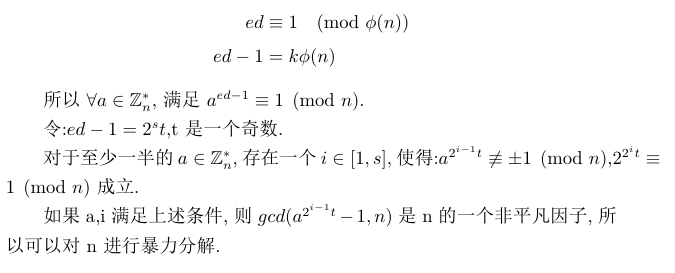 ed ≡ 1 (mod ϕ(n))
ed − 1 = kϕ(n)
所以 ∀a ∈ ℤ*ₙ, 满足 a^{ed−1} ≡ 1 (mod n).
令:ed − 1 = 2^s t,t 是一个奇数.
对于至少一半的 a ∈ ℤ*ₙ, 存在一个 i ∈ [1, s], 使得:a^{2^{i−1}t} ≢ ±1 (mod n),2^{2^i t} ≡
1 (mod n) 成立.
如果 a,i 满足上述条件, 则 gcd(a^{2^{i−1}t} − 1, n) 是 n 的一个非平凡因子, 所
以可以对 n 进行暴力分解.